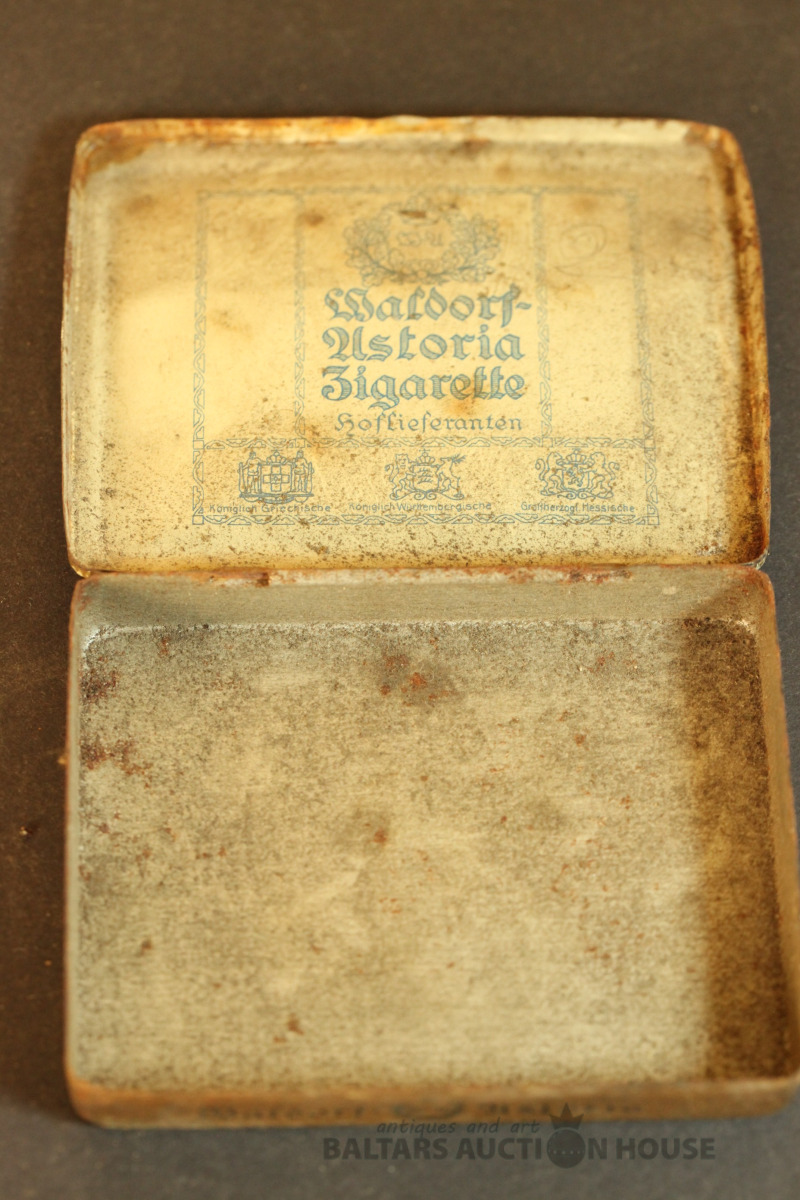 Waldorf-
Astoria
Zigarette
Hoflieferanten
Königlich Griechische
Königlich Württembergische
Großherzogl. Hessische
antiques and art
BALTARS AUCTION HOUSE